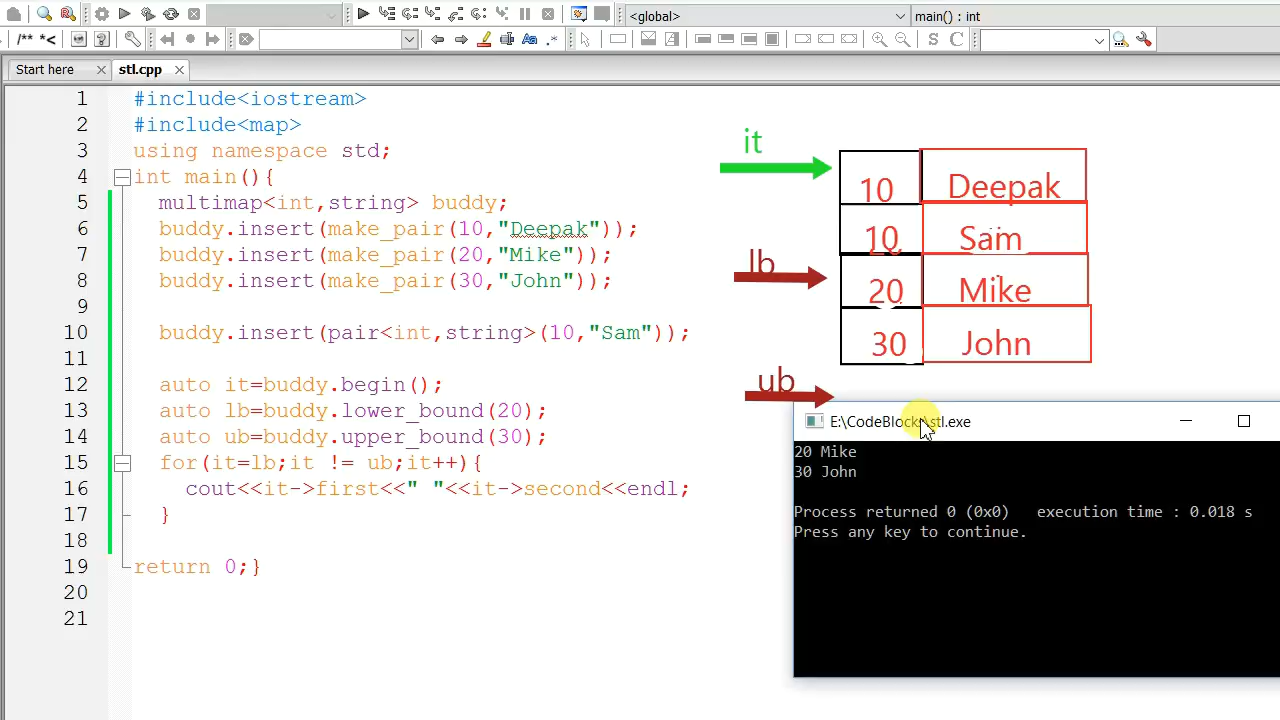 <global>
main() : int
/** *<
Start here
stl.cpp
1 #include<iostream>
2 #include<map>
3 using namespace std;
4 int main(){
5 multimap<int,string> buddy;
6 buddy.insert(make_pair(10,"Deepak"));
7 buddy.insert(make_pair(20,"Mike"));
8 buddy.insert(make_pair(30,"John"));
9
10 buddy.insert(pair<int,string>(10,"Sam"));
11
12 auto it=buddy.begin();
13 auto lb=buddy.lower_bound(20);
14 auto ub=buddy.upper_bound(30);
15 for(it=lb;it != ub;it++){
16 cout<<it->first<<" "<<it->second<<endl;
17 }
18
19 return 0;}
20
21
it
10 Deepak
10 Sam
lb
20 Mike
30 John
ub
E:\CodeBlocks\stl.exe
20 Mike
30 John
Process returned 0 (0x0) execution time : 0.018 s
Press any key to continue.